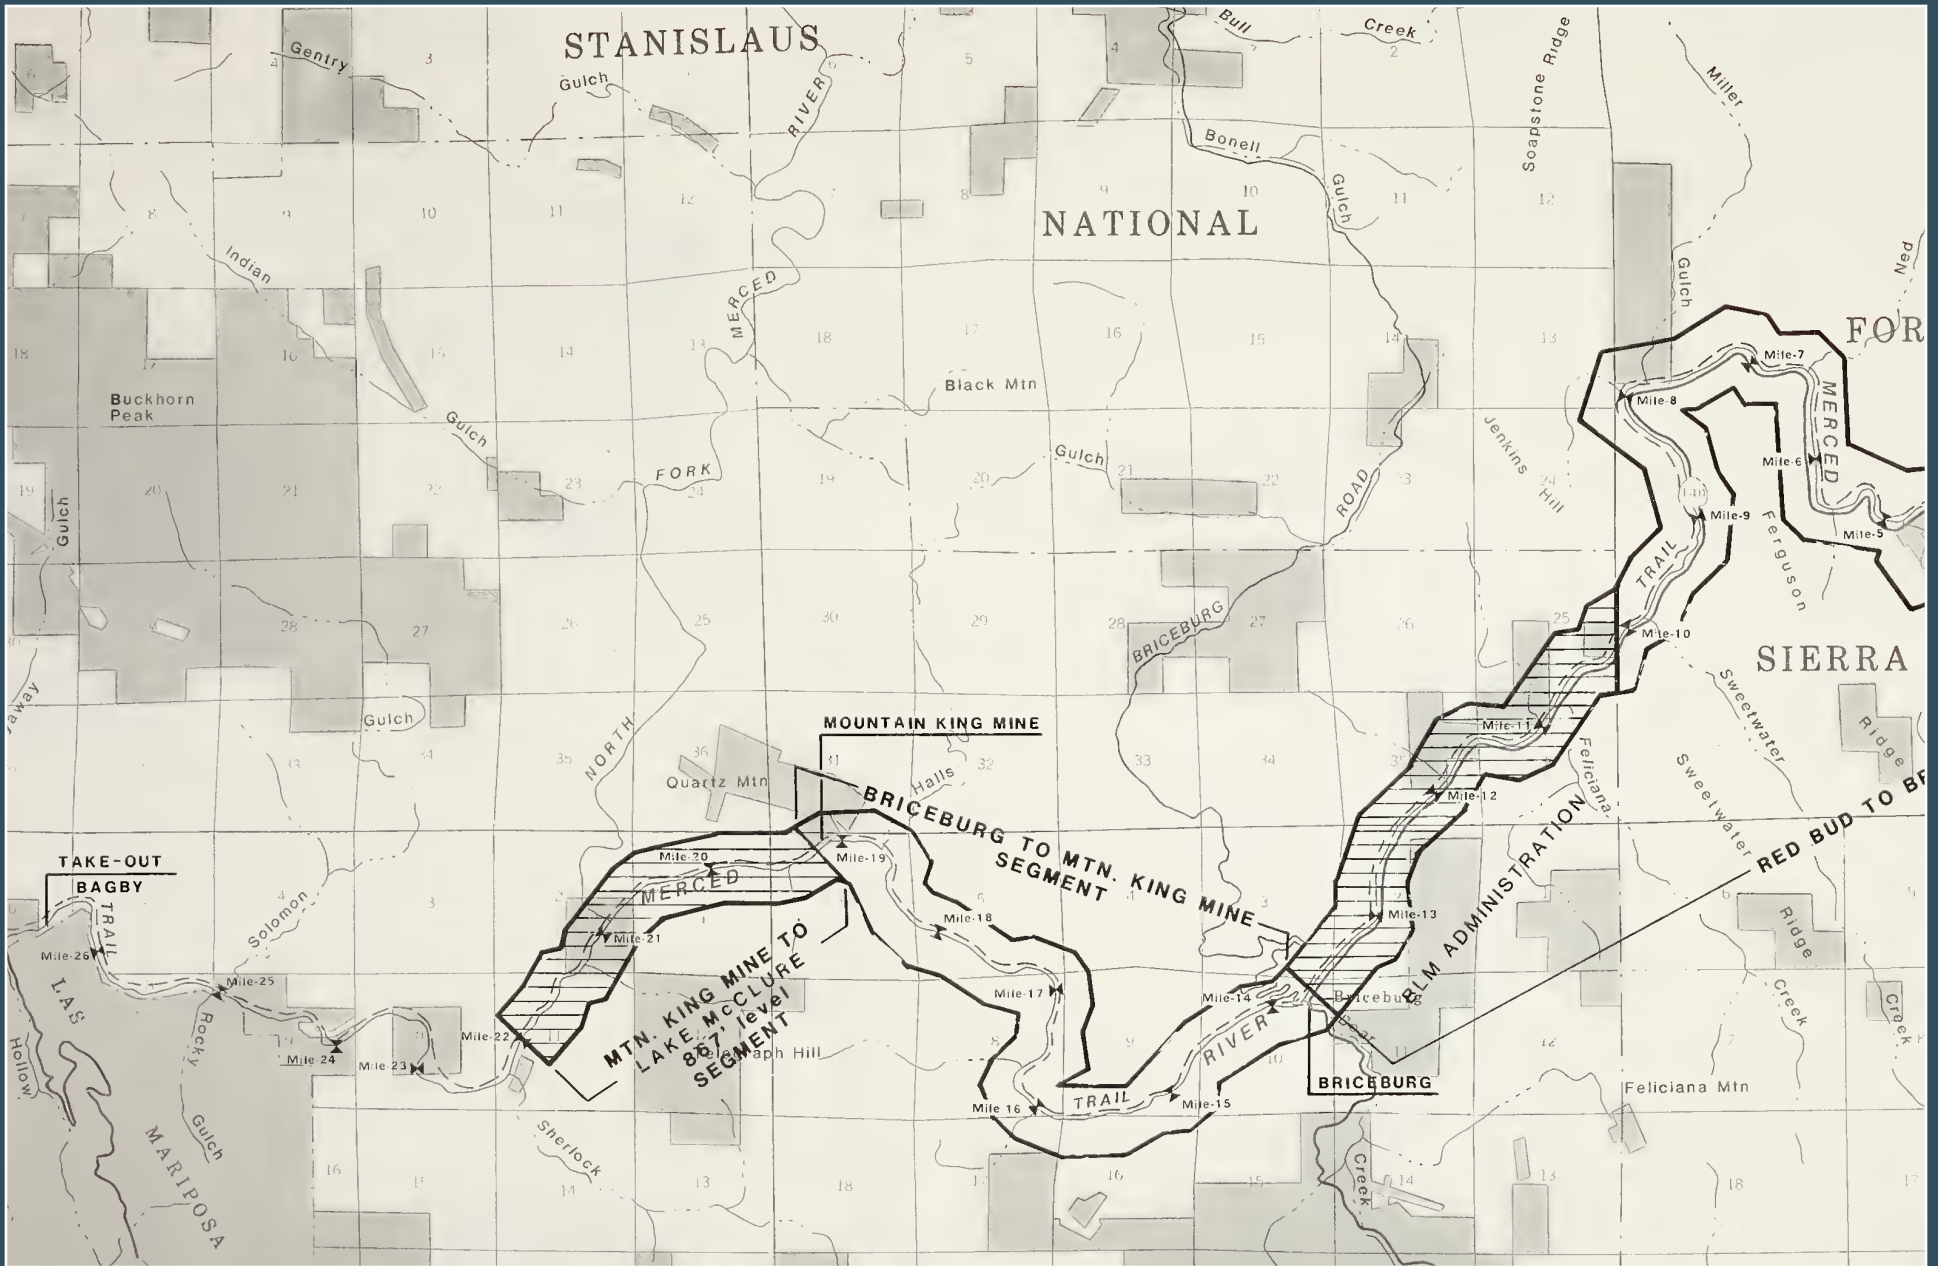 STANISLAUS
NATIONAL
FOR
SIERRA
Gentry
Gulch
RIVER
Bull
Creek
Soapstone Ridge
Miller
Gulch
Ned
Bonell
Gulch
Indian
Gulch
MERCED
Buckhorn
Peak
Black Mtn
Gulch
FORK
ROAD
BRICEBURG
Jenkins
Hill
Mile-7
Mile-8
MERCED
Mile-6
Mile-5
Mile-9
140
TRAIL
Ferguson
Mile-10
Sweetwater
Sweetwater
Ridge
Gulch
Gulch
NORTH
Quartz Mtn
MOUNTAIN KING MINE
Halls
BRICEBURG TO MTN. KING MINE
SEGMENT
Mile-11
Feliciana
Mile-12
Mile-13
BLM ADMINISTRATION
RED BUD TO BR
TAKE-OUT
BAGBY
TRAIL
Mile-26
Solomon
Mile-25
Mile-24
Mile-23
Mile-22
Mile-21
Mile-20
MERCED
Mile-19
Mile-18
Mile-17
Mile 16
TRAIL
Mile-15
RIVER
Mile-14
Briceburg
Bear
Creek
BRICEBURG
MTN. KING MINE TO
LAKE McCLURE
867' level
SEGMENT
Telegraph Hill
Sherlock
Rocky
Gulch
Hollow
LAS
MARIPOSA
Feliciana Mtn
Ridge
Creek
Creek